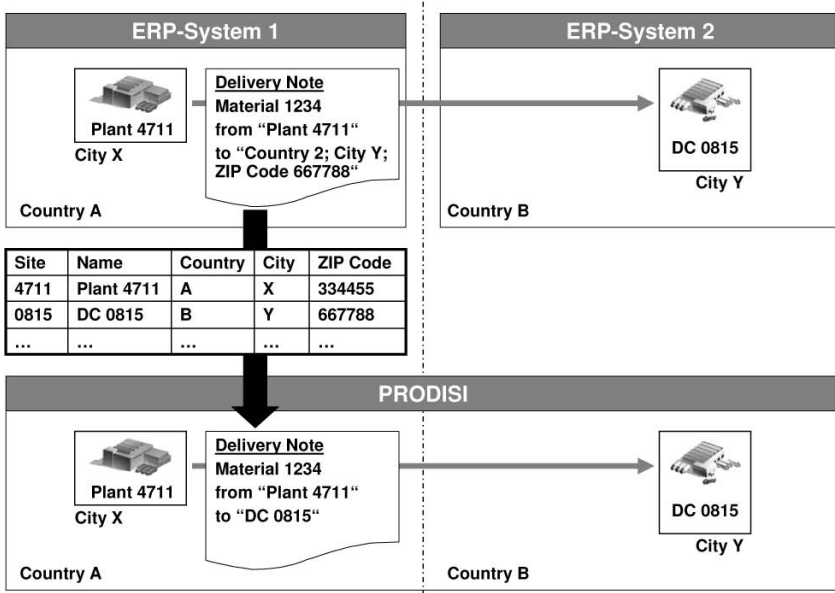 ERP-System 1
ERP-System 2
Plant 4711
City X
Delivery Note
Material 1234
from “Plant 4711“
to “Country 2; City Y;
ZIP Code 667788“
DC 0815
City Y
Country A
Country B
Site Name Country City ZIP Code
4711 Plant 4711 A X 334455
0815 DC 0815 B Y 667788
... ... ... ... ...
PRODISI
Plant 4711
City X
Delivery Note
Material 1234
from “Plant 4711“
to “DC 0815“
DC 0815
City Y
Country A
Country B